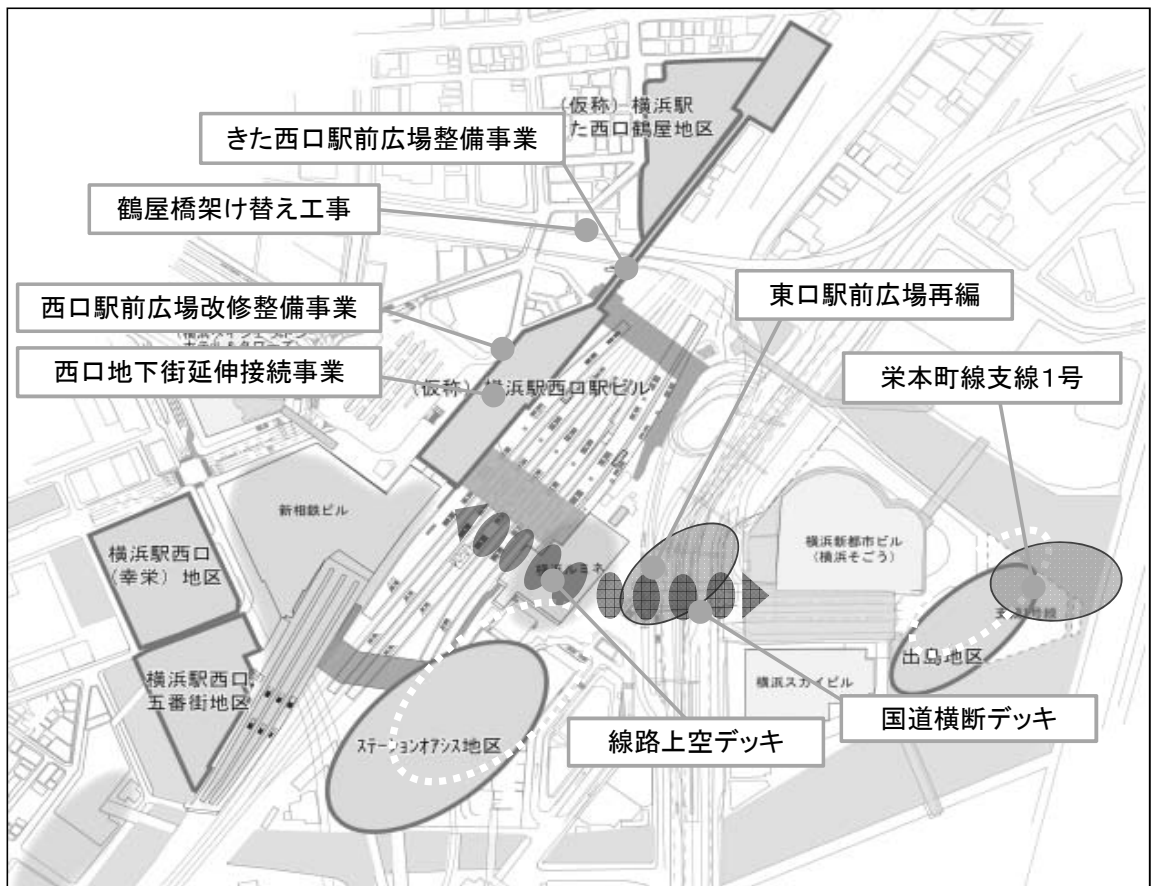 (仮称) 横浜駅
た西口鶴屋地区
きた西口駅前広場整備事業
鶴屋橋架け替え工事
東口駅前広場再編
西口駅前広場改修整備事業
西口地下街延伸接続事業
(仮称) 横浜駅西口駅ビル
栄本町線支線1号
新相鉄ビル
横浜新都市ビル
(横浜そごう)
横浜駅西口
(幸栄) 地区
横浜ルミネ
出島地区
横浜駅西口
五番街地区
横浜スカイビル
ステーションオアシス地区
線路上空デッキ
国道横断デッキ